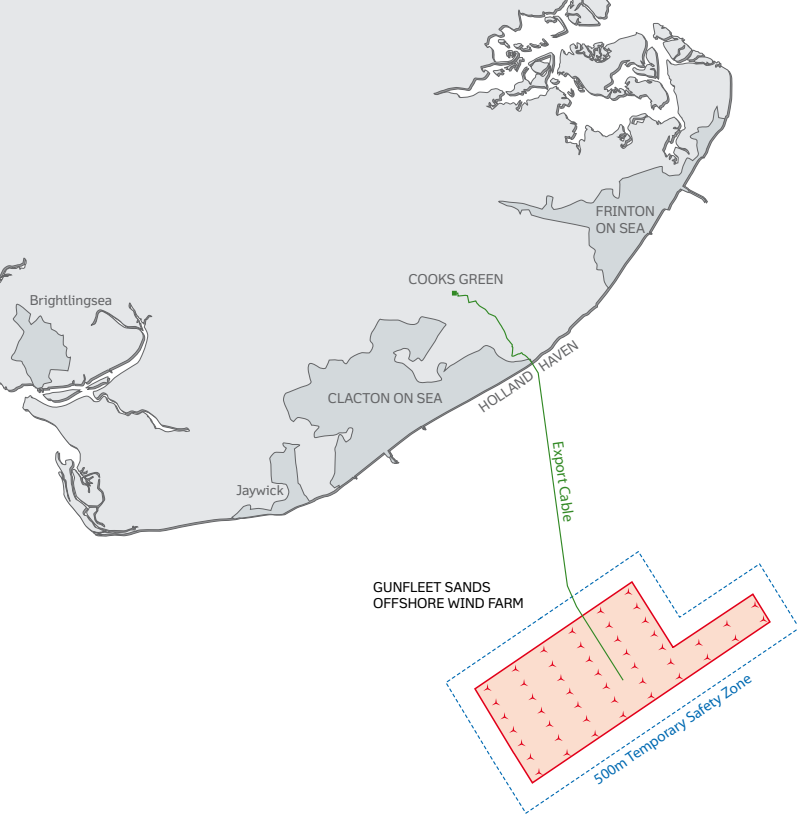 FRINTON
ON SEA
COOKS GREEN
Brightlingsea
HOLLAND HAVEN
CLACTON ON SEA
Export Cable
Jaywick
GUNFLEET SANDS
OFFSHORE WIND FARM
500m Temporary Safety Zone